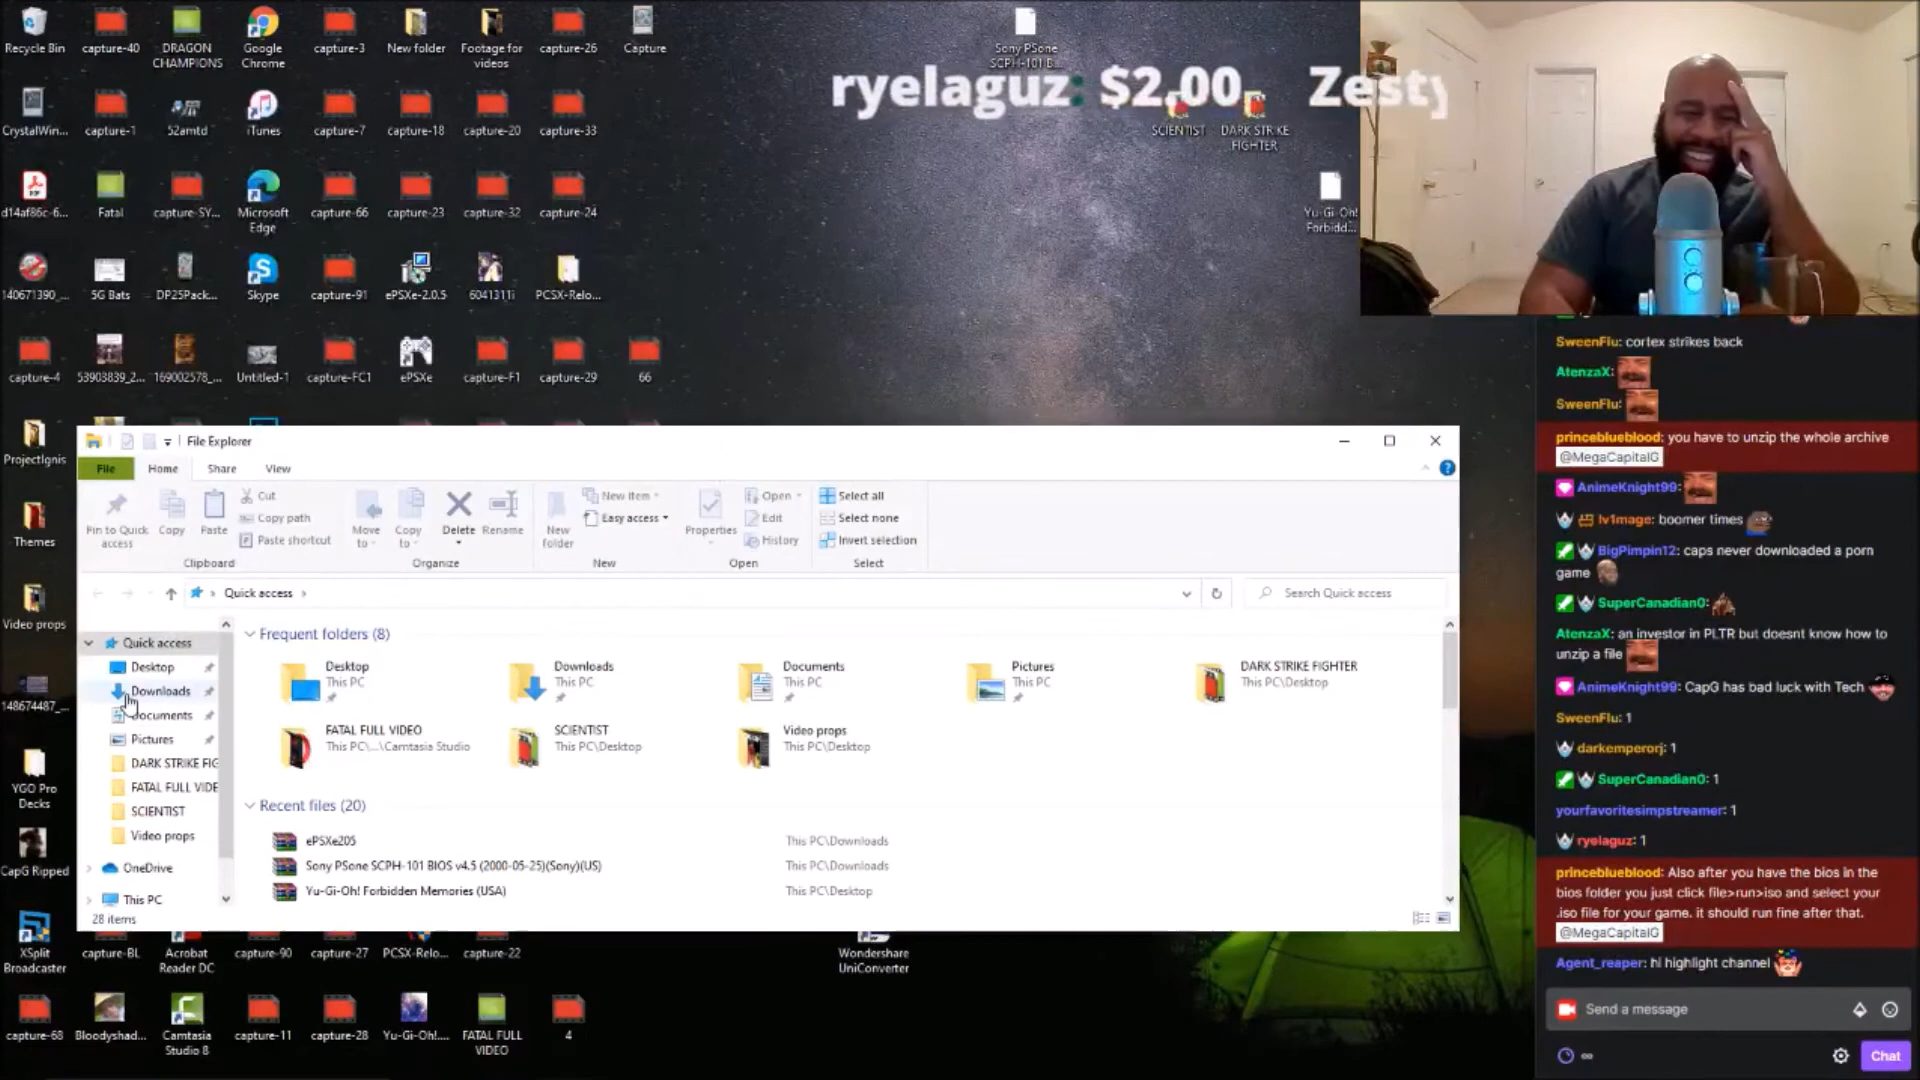 Recycle Bin
capture-40
DRAGON
CHAMPIONS
Google
Chrome
capture-3
New folder
Footage for
videos
capture-26
Capture
Sony PSone
SCPH-101 B...
ryelaguz: $2.00 Zesty
CrystalWin...
capture-1
52amtd
iTunes
capture-7
capture-18
capture-20
capture-33
SCIENTIST
DARK STRIKE
FIGHTER
d14af86c-6...
Fatal
capture-SY...
Microsoft
Edge
capture-66
capture-23
capture-32
capture-24
Yu-Gi-Oh!
Forbidd...
140671390_...
5G Bats
DP25Pack...
Skype
capture-91
ePSXe-2.0.5
6041311i
PCSX-Relo...
capture-4
53903839_2...
169002578_...
Untitled-1
capture-FC1
ePSXe
capture-F1
capture-29
66
ProjectIgnis
Themes
Video props
148674487_...
YGO Pro
Decks
CapG Ripped
File Explorer
File
Home
Share
View
Pin to Quick
access
Copy
Paste
Cut
Copy path
Paste shortcut
Clipboard
Move
to
Copy
to
Delete
Rename
Organize
New
folder
New item
Easy access
New
Properties
Open
Edit
History
Open
Select all
Select none
Invert selection
Select
Quick access
Search Quick access
Quick access
Desktop
Downloads
Documents
Pictures
DARK STRIKE FIG
FATAL FULL VIDE
SCIENTIST
Video props
OneDrive
This PC
28 items
Frequent folders (8)
Desktop
This PC
Downloads
This PC
Documents
This PC
Pictures
This PC
DARK STRIKE FIGHTER
This PC\Desktop
FATAL FULL VIDEO
This PC\...\Camtasia Studio
SCIENTIST
This PC\Desktop
Video props
This PC\Desktop
Recent files (20)
ePSXe205
This PC\Downloads
Sony PSone SCPH-101 BIOS v4.5 (2000-05-25)(Sony)(US)
This PC\Downloads
Yu-Gi-Oh! Forbidden Memories (USA)
This PC\Desktop
XSplit
Broadcaster
capture-BL
Acrobat
Reader DC
capture-90
capture-27
PCSX-Relo...
capture-22
Wondershare
UniConverter
capture-68
Bloodyshad...
Camtasia
Studio 8
capture-11
capture-28
Yu-Gi-Oh!...
FATAL FULL
VIDEO
4
SweenFlu: cortex strikes back
AtenzaX:
SweenFlu:
princeblueblood: you have to unzip the whole archive
@MegaCapitalG
AnimeKnight99:
lv1mage: boomer times
BigPimpin12: caps never downloaded a porn
game
SuperCanadian0:
AtenzaX: an investor in PLTR but doesnt know how to
unzip a file
AnimeKnight99: CapG has bad luck with Tech
SweenFlu: 1
darkemperorj: 1
SuperCanadian0: 1
yourfavoritesimpstreamer: 1
ryelaguz: 1
princeblueblood: Also after you have the bios in the
bios folder you just click file>run>iso and select your
.iso file for your game. it should run fine after that.
@MegaCapitalG
Agent_reaper: hi highlight channel
Send a message
Chat